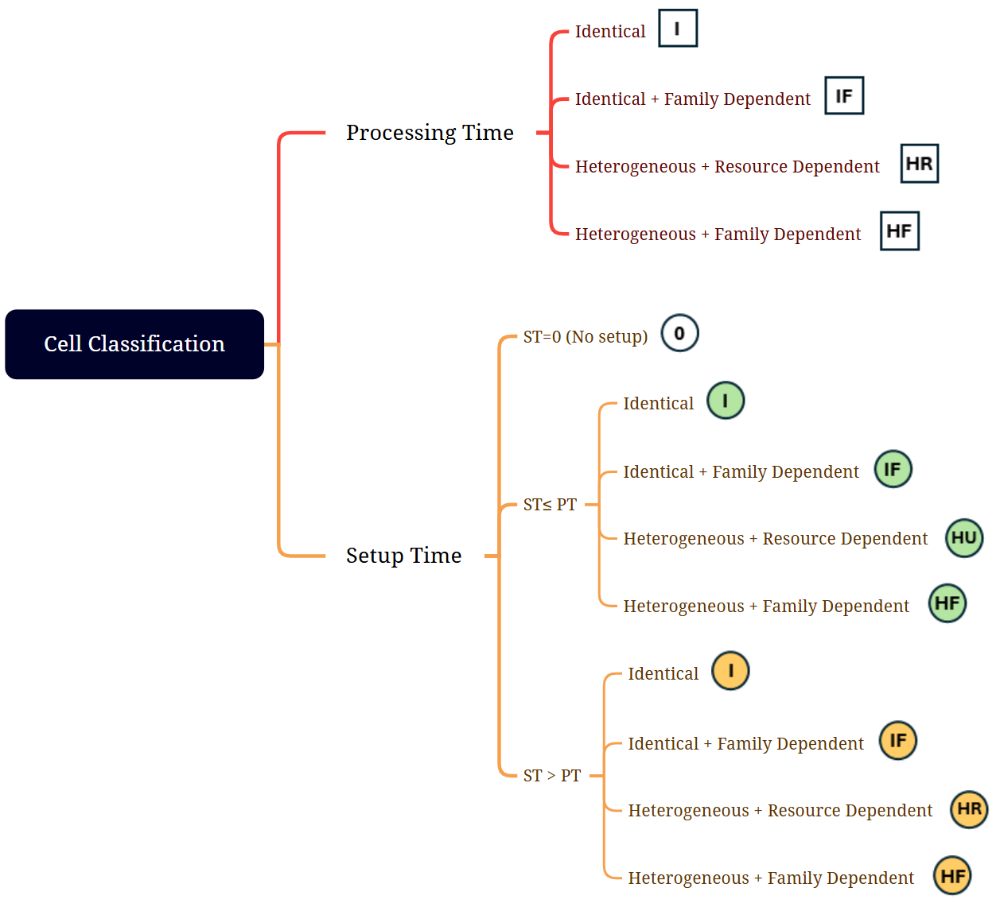 Identical I
Identical + Family Dependent IF
Processing Time
Heterogeneous + Resource Dependent HR
Heterogeneous + Family Dependent HF
Cell Classification
ST=0 (No setup) 0
Identical I
Identical + Family Dependent IF
ST≤ PT
Heterogeneous + Resource Dependent HU
Setup Time
Heterogeneous + Family Dependent HF
Identical I
Identical + Family Dependent IF
ST > PT
Heterogeneous + Resource Dependent HR
Heterogeneous + Family Dependent HF